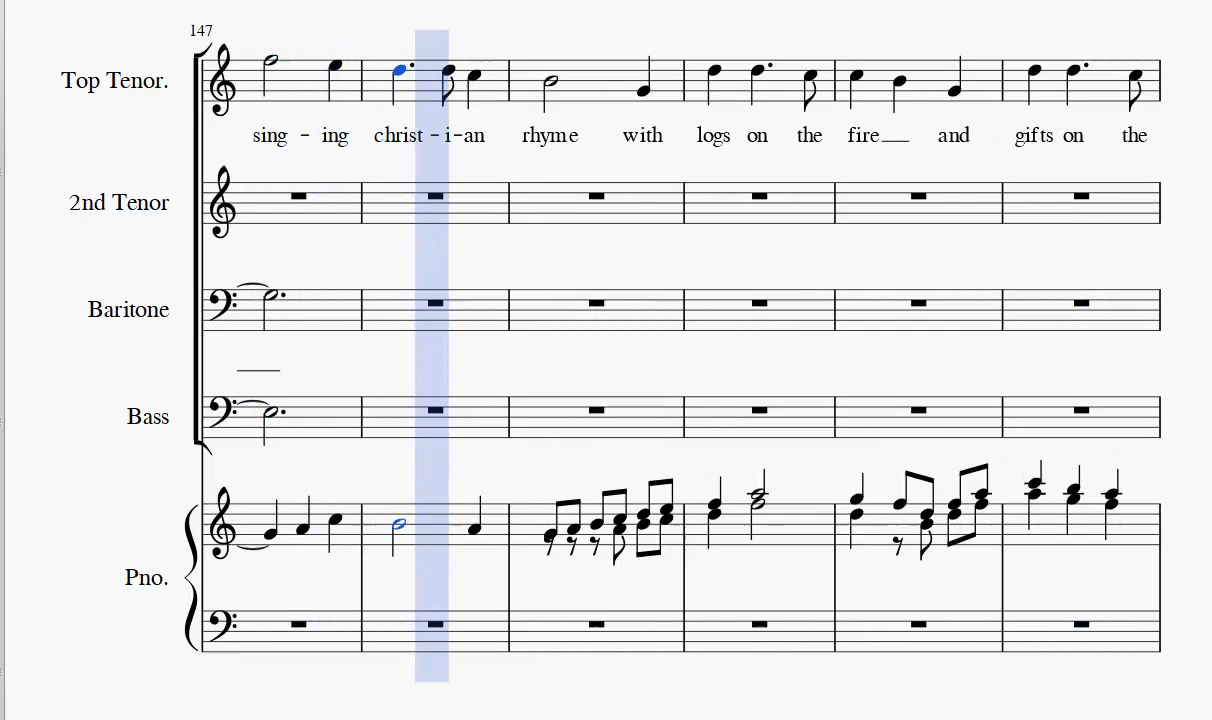 147
Top Tenor.
sing - ing christ - i - an rhyme with logs on the fire__ and gifts on the
2nd Tenor
Baritone
Bass
Pno.